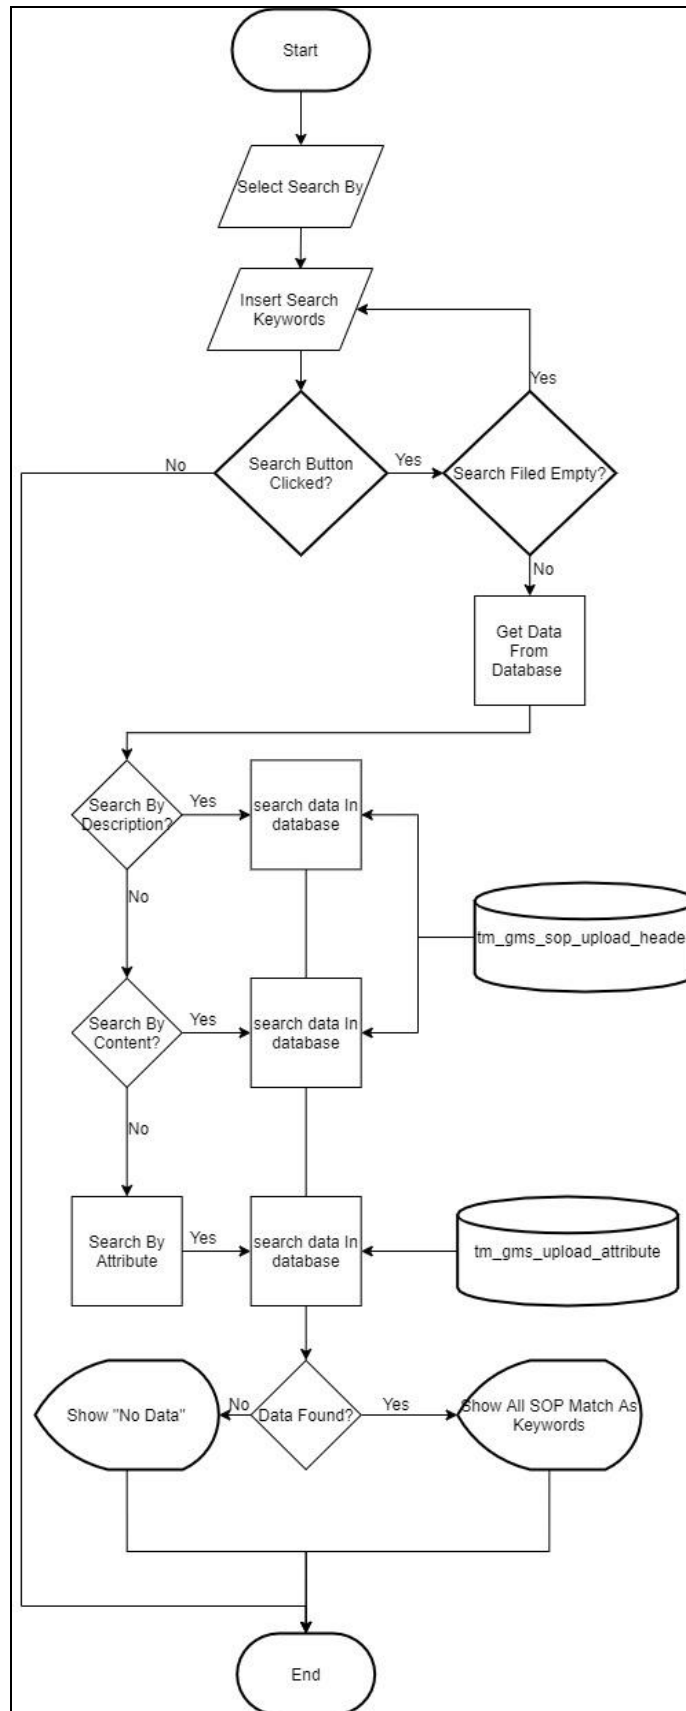 Start
Select Search By
Insert Search
Keywords
Yes
No
Search Button
Clicked?
Yes
Search Filed Empty?
No
Get Data
From
Database
Search By
Description?
Yes
search data In
database
No
tm_gms_sop_upload_heade
Search By
Content?
Yes
search data In
database
No
Search By
Attribute
Yes
search data In
database
tm_gms_upload_attribute
Show "No Data"
No
Data Found?
Yes
Show All SOP Match As
Keywords
End